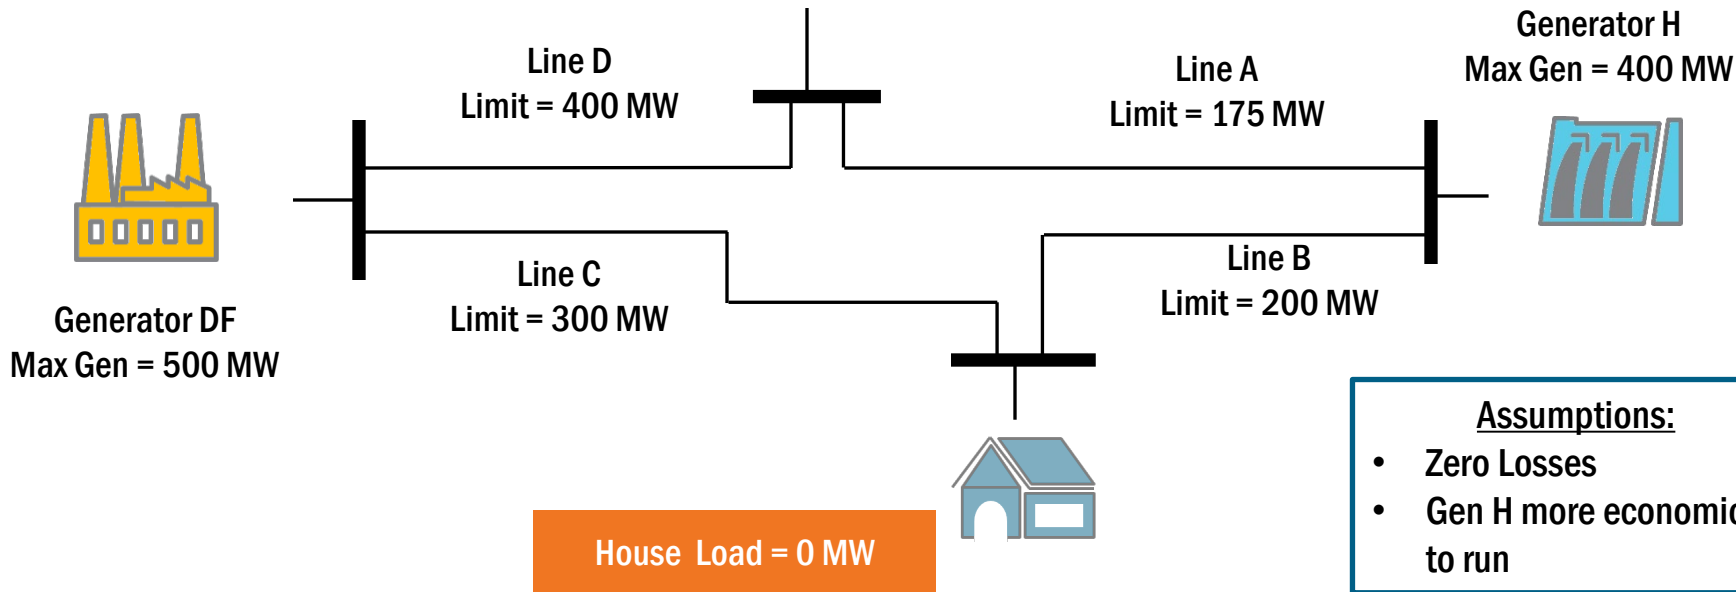 Line D
Limit = 400 MW
Line A
Limit = 175 MW
Generator H
Max Gen = 400 MW
Line C
Limit = 300 MW
Line B
Limit = 200 MW
Generator DF
Max Gen = 500 MW
House Load = 0 MW
Assumptions:
• Zero Losses
• Gen H more economic
to run